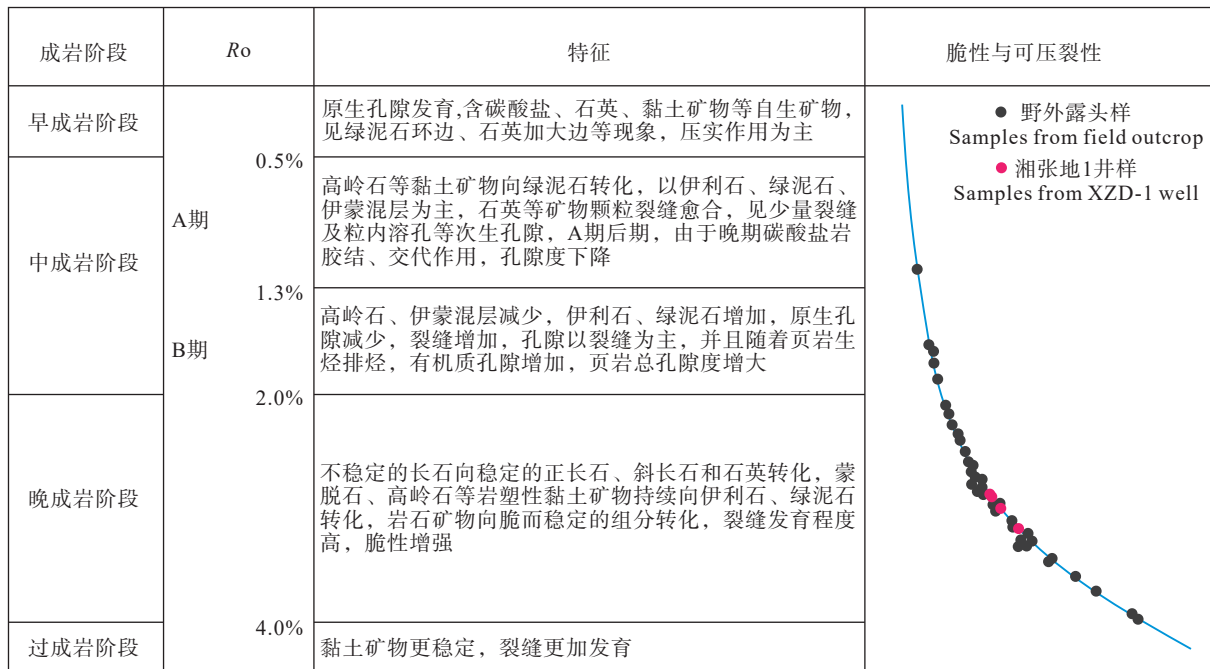 成岩阶段
Ro
特征
脆性与可压裂性
早成岩阶段
原生孔隙发育,含碳酸盐、石英、黏土矿物等自生矿物，
见绿泥石环边、石英加大边等现象，压实作用为主
野外露头样
Samples from field outcrop
湘张地1井样
Samples from XZD-1 well
0.5%
中成岩阶段
A期
高岭石等黏土矿物向绿泥石转化，以伊利石、绿泥石、
伊蒙混层为主，石英等矿物颗粒裂缝愈合，见少量裂缝
及粒内溶孔等次生孔隙，A期后期，由于晚期碳酸盐岩
胶结、交代作用，孔隙度下降
1.3%
B期
高岭石、伊蒙混层减少，伊利石、绿泥石增加，原生孔
隙减少，裂缝增加，孔隙以裂缝为主，并且随着页岩生
烃排烃，有机质孔隙增加，页岩总孔隙度增大
2.0%
晚成岩阶段
不稳定的长石向稳定的正长石、斜长石和石英转化，蒙
脱石、高岭石等岩塑性黏土矿物持续向伊利石、绿泥石
转化，岩石矿物向脆而稳定的组分转化，裂缝发育程度
高，脆性增强
4.0%
过成岩阶段
黏土矿物更稳定，裂缝更加发育